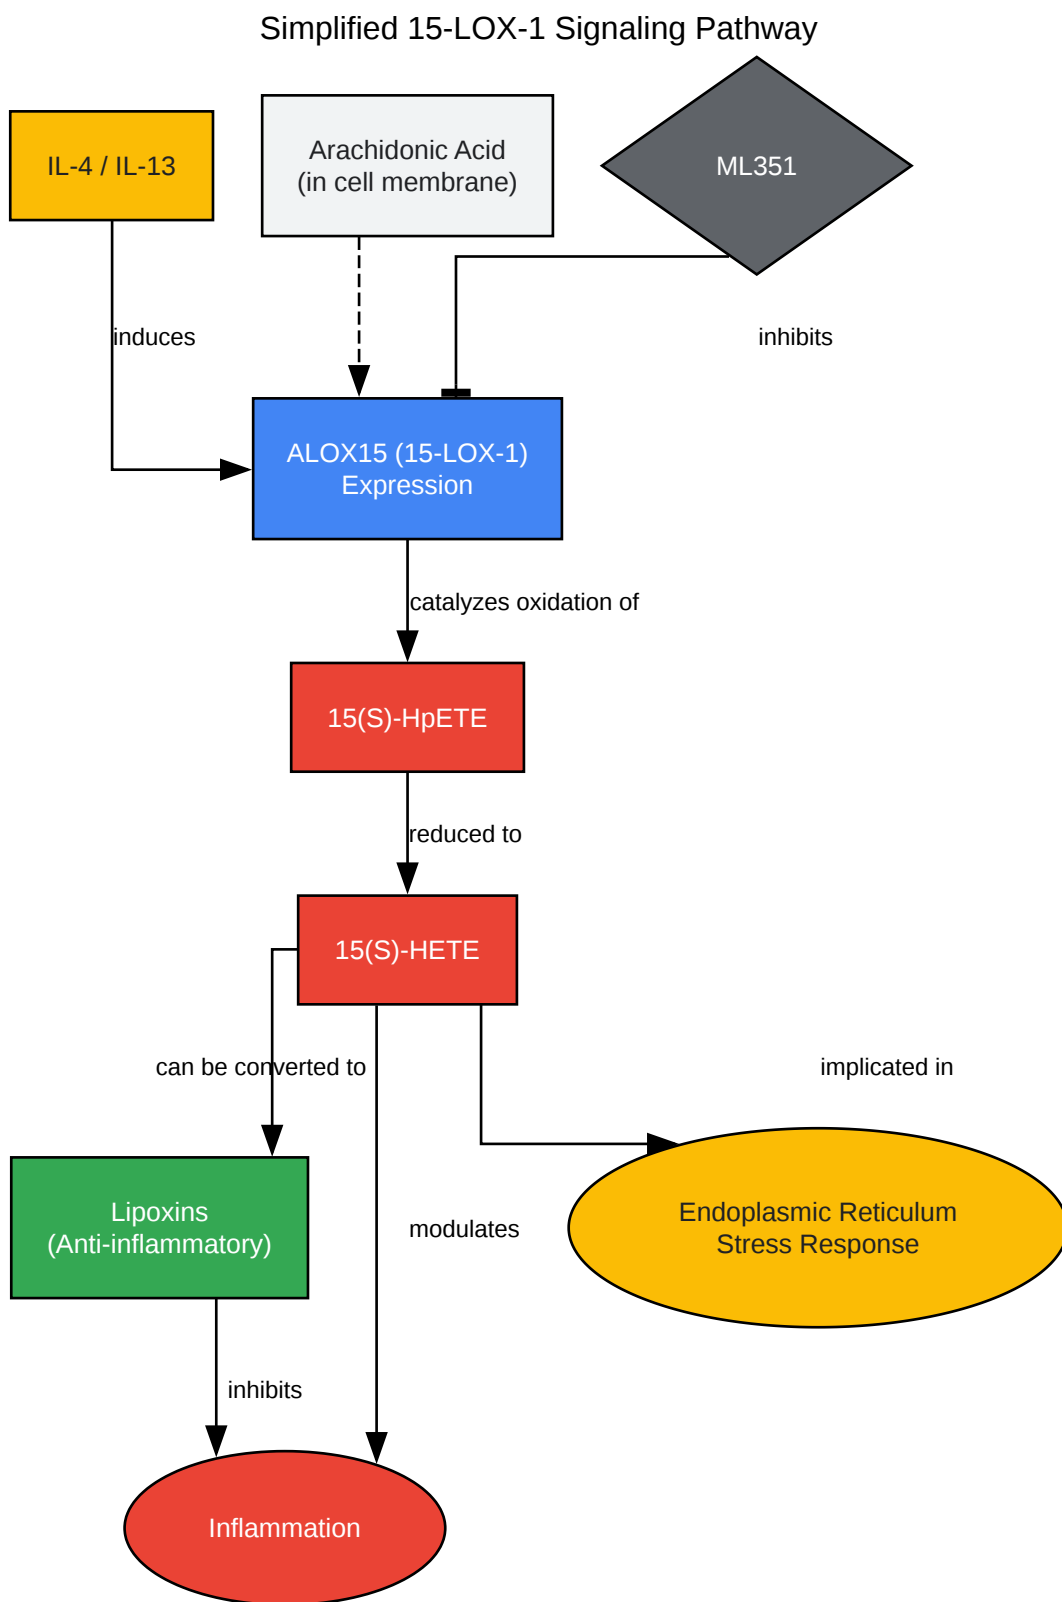 Simplified 15-LOX-1 Signaling Pathway
IL-4 / IL-13
Arachidonic Acid
(in cell membrane)
ML351
induces
inhibits
ALOX15 (15-LOX-1)
Expression
catalyzes oxidation of
15(S)-HpETE
reduced to
15(S)-HETE
can be converted to
implicated in
Lipoxins
(Anti-inflammatory)
modulates
Endoplasmic Reticulum
Stress Response
inhibits
Inflammation